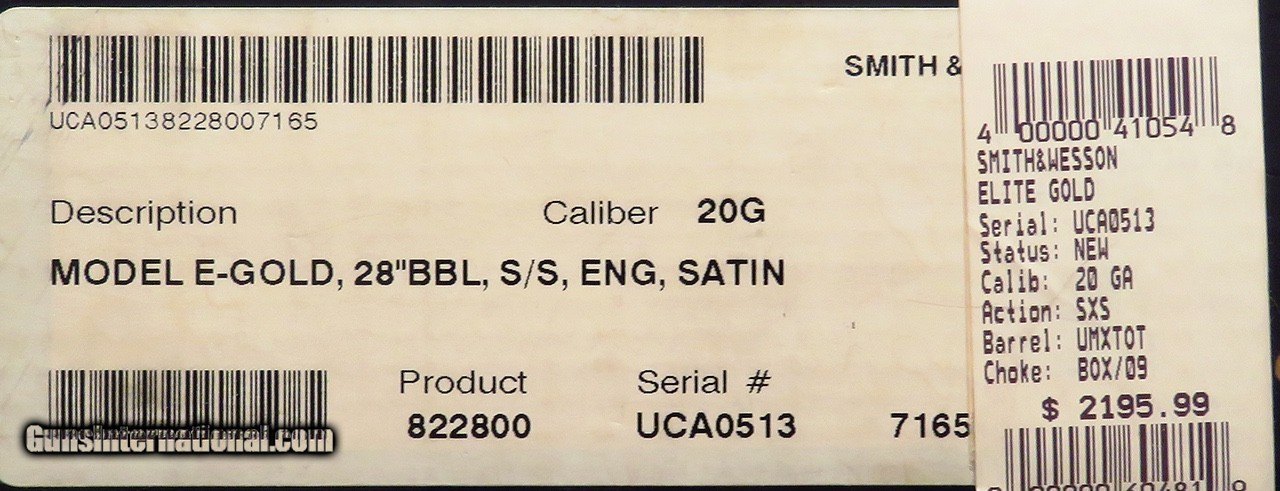 SMITH &
UCA05138228007165
Description Caliber 20G
MODEL E-GOLD, 28"BBL, S/S, ENG, SATIN
Product Serial #
822800 UCA0513 7165
GunsInternational.com
4 00000 41054 8
SMITH&WESSON
ELITE GOLD
Serial: UCA0513
Status: NEW
Calib: 20 GA
Action: SXS
Barrel: UMXTOT
Choke: BOX/09
$ 2195.99